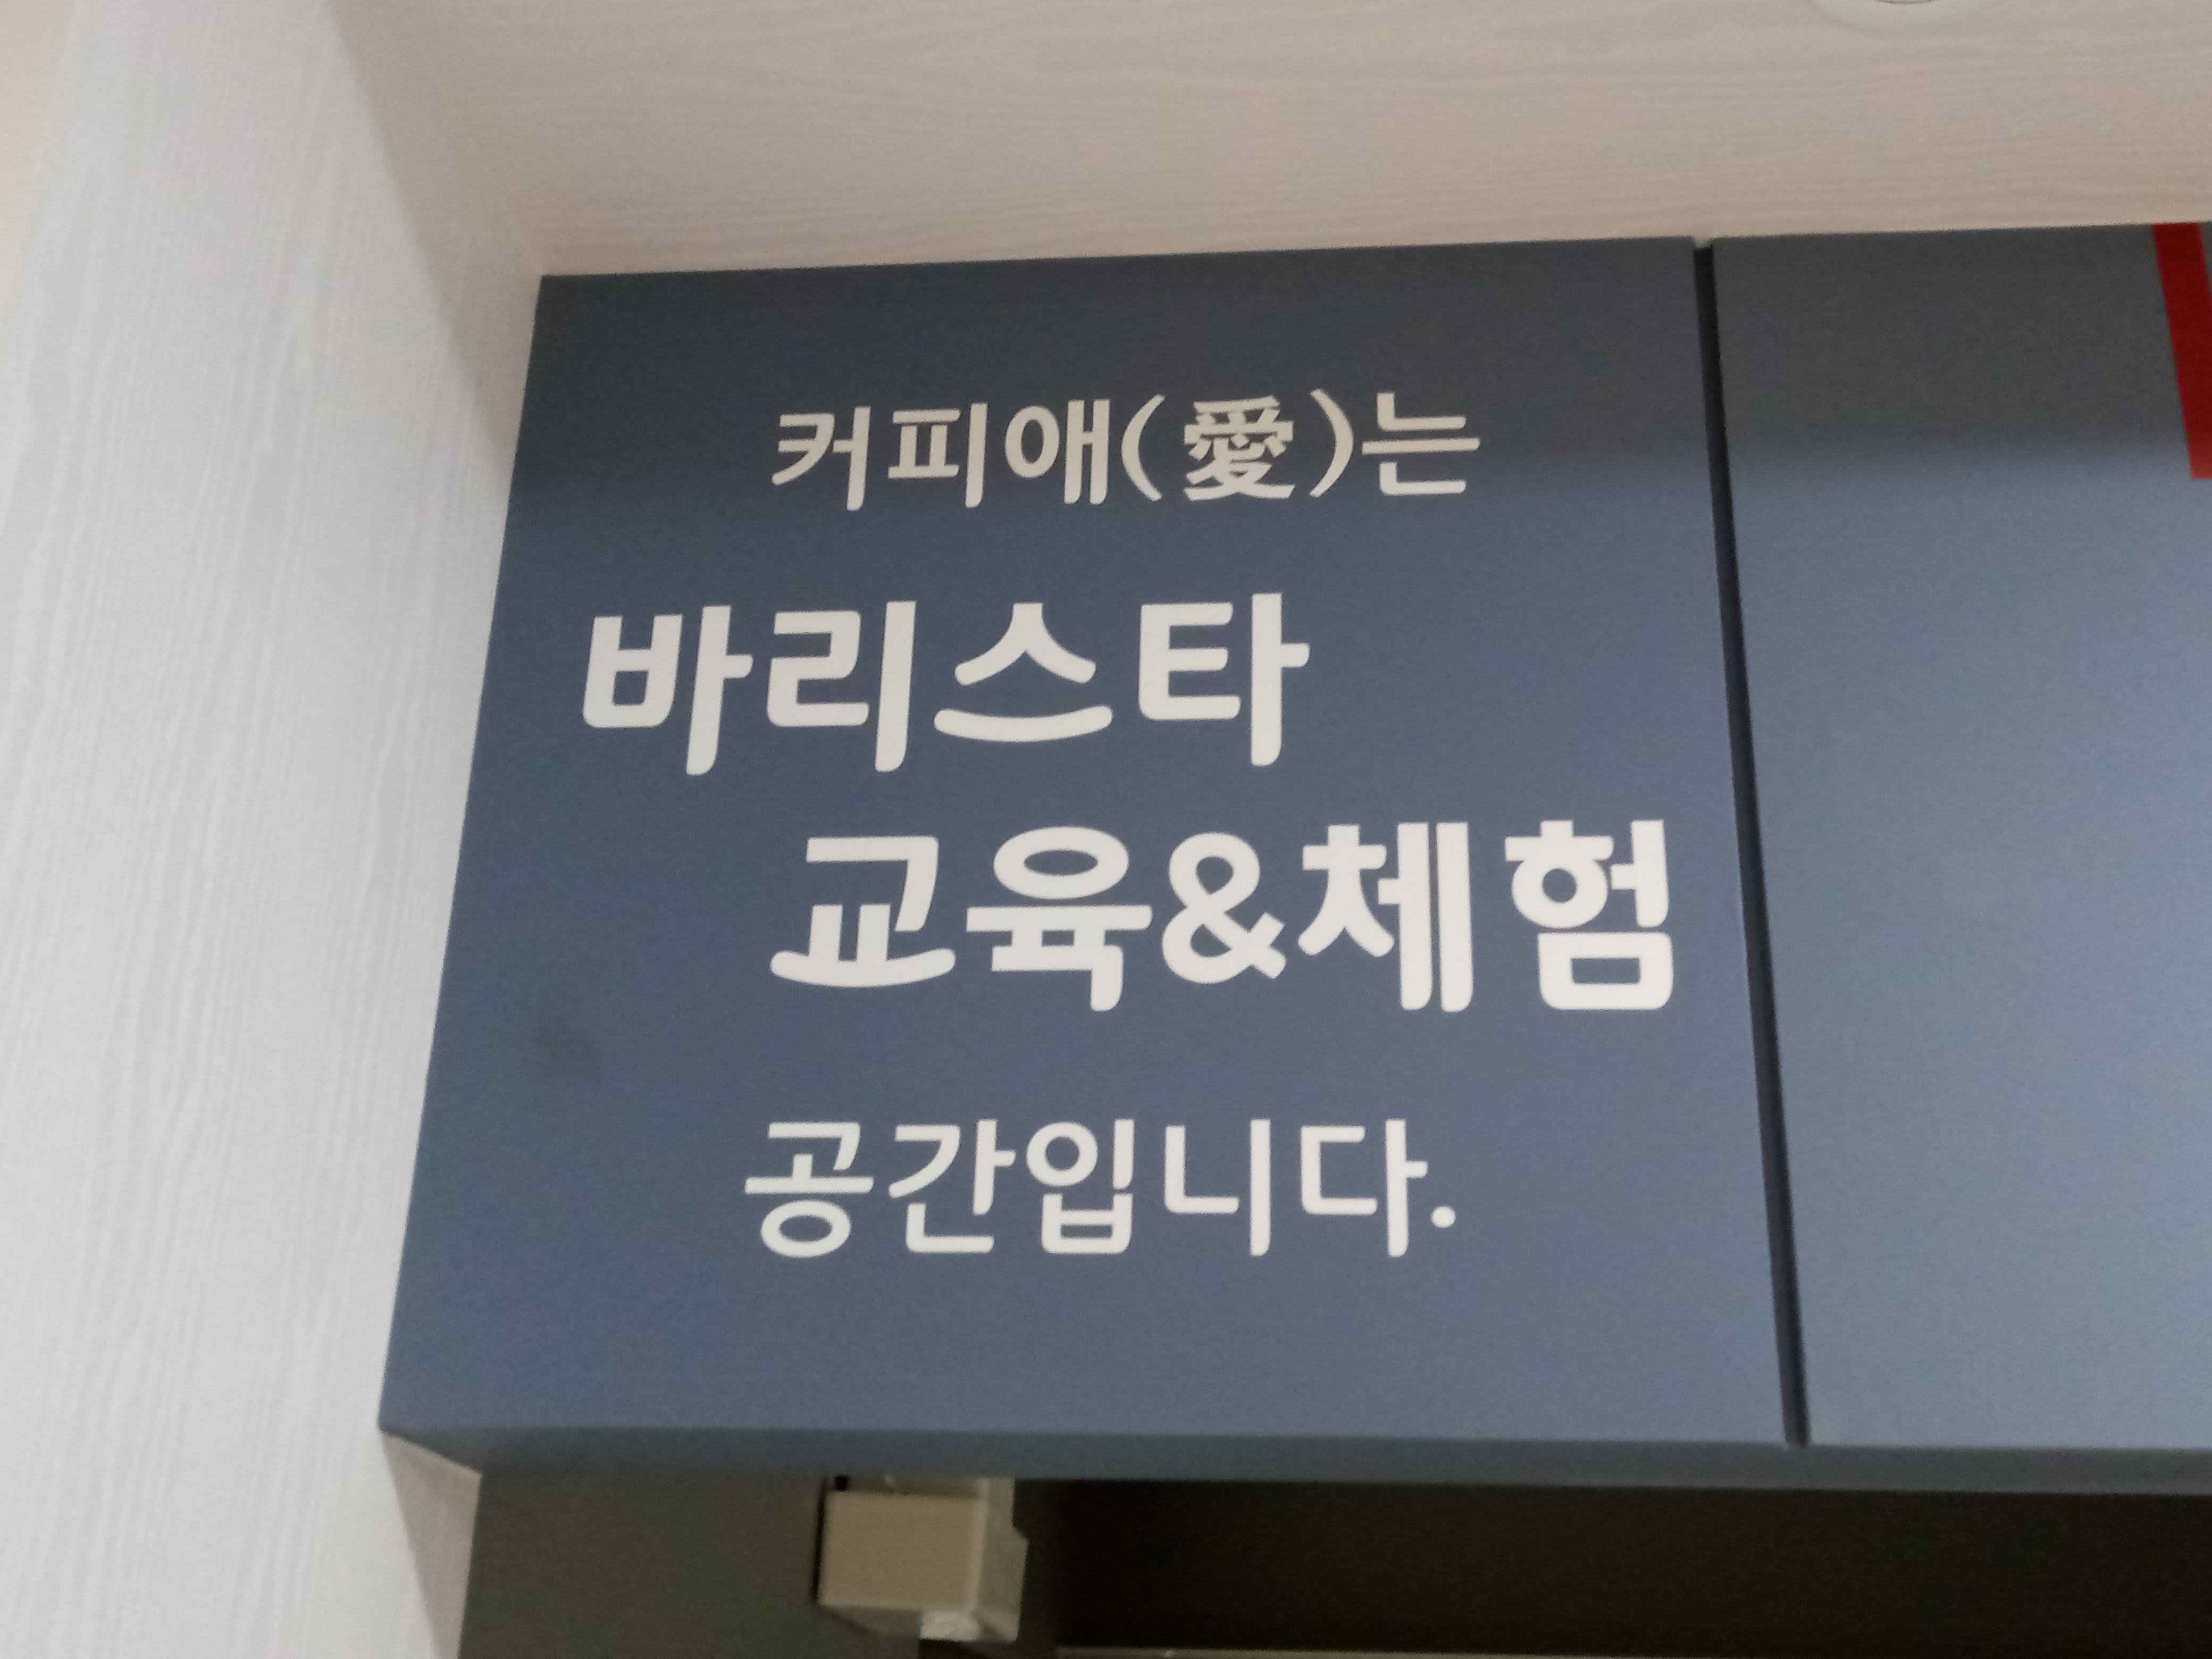 커피애(愛)는
바리스타
교육&체험
공간입니다.